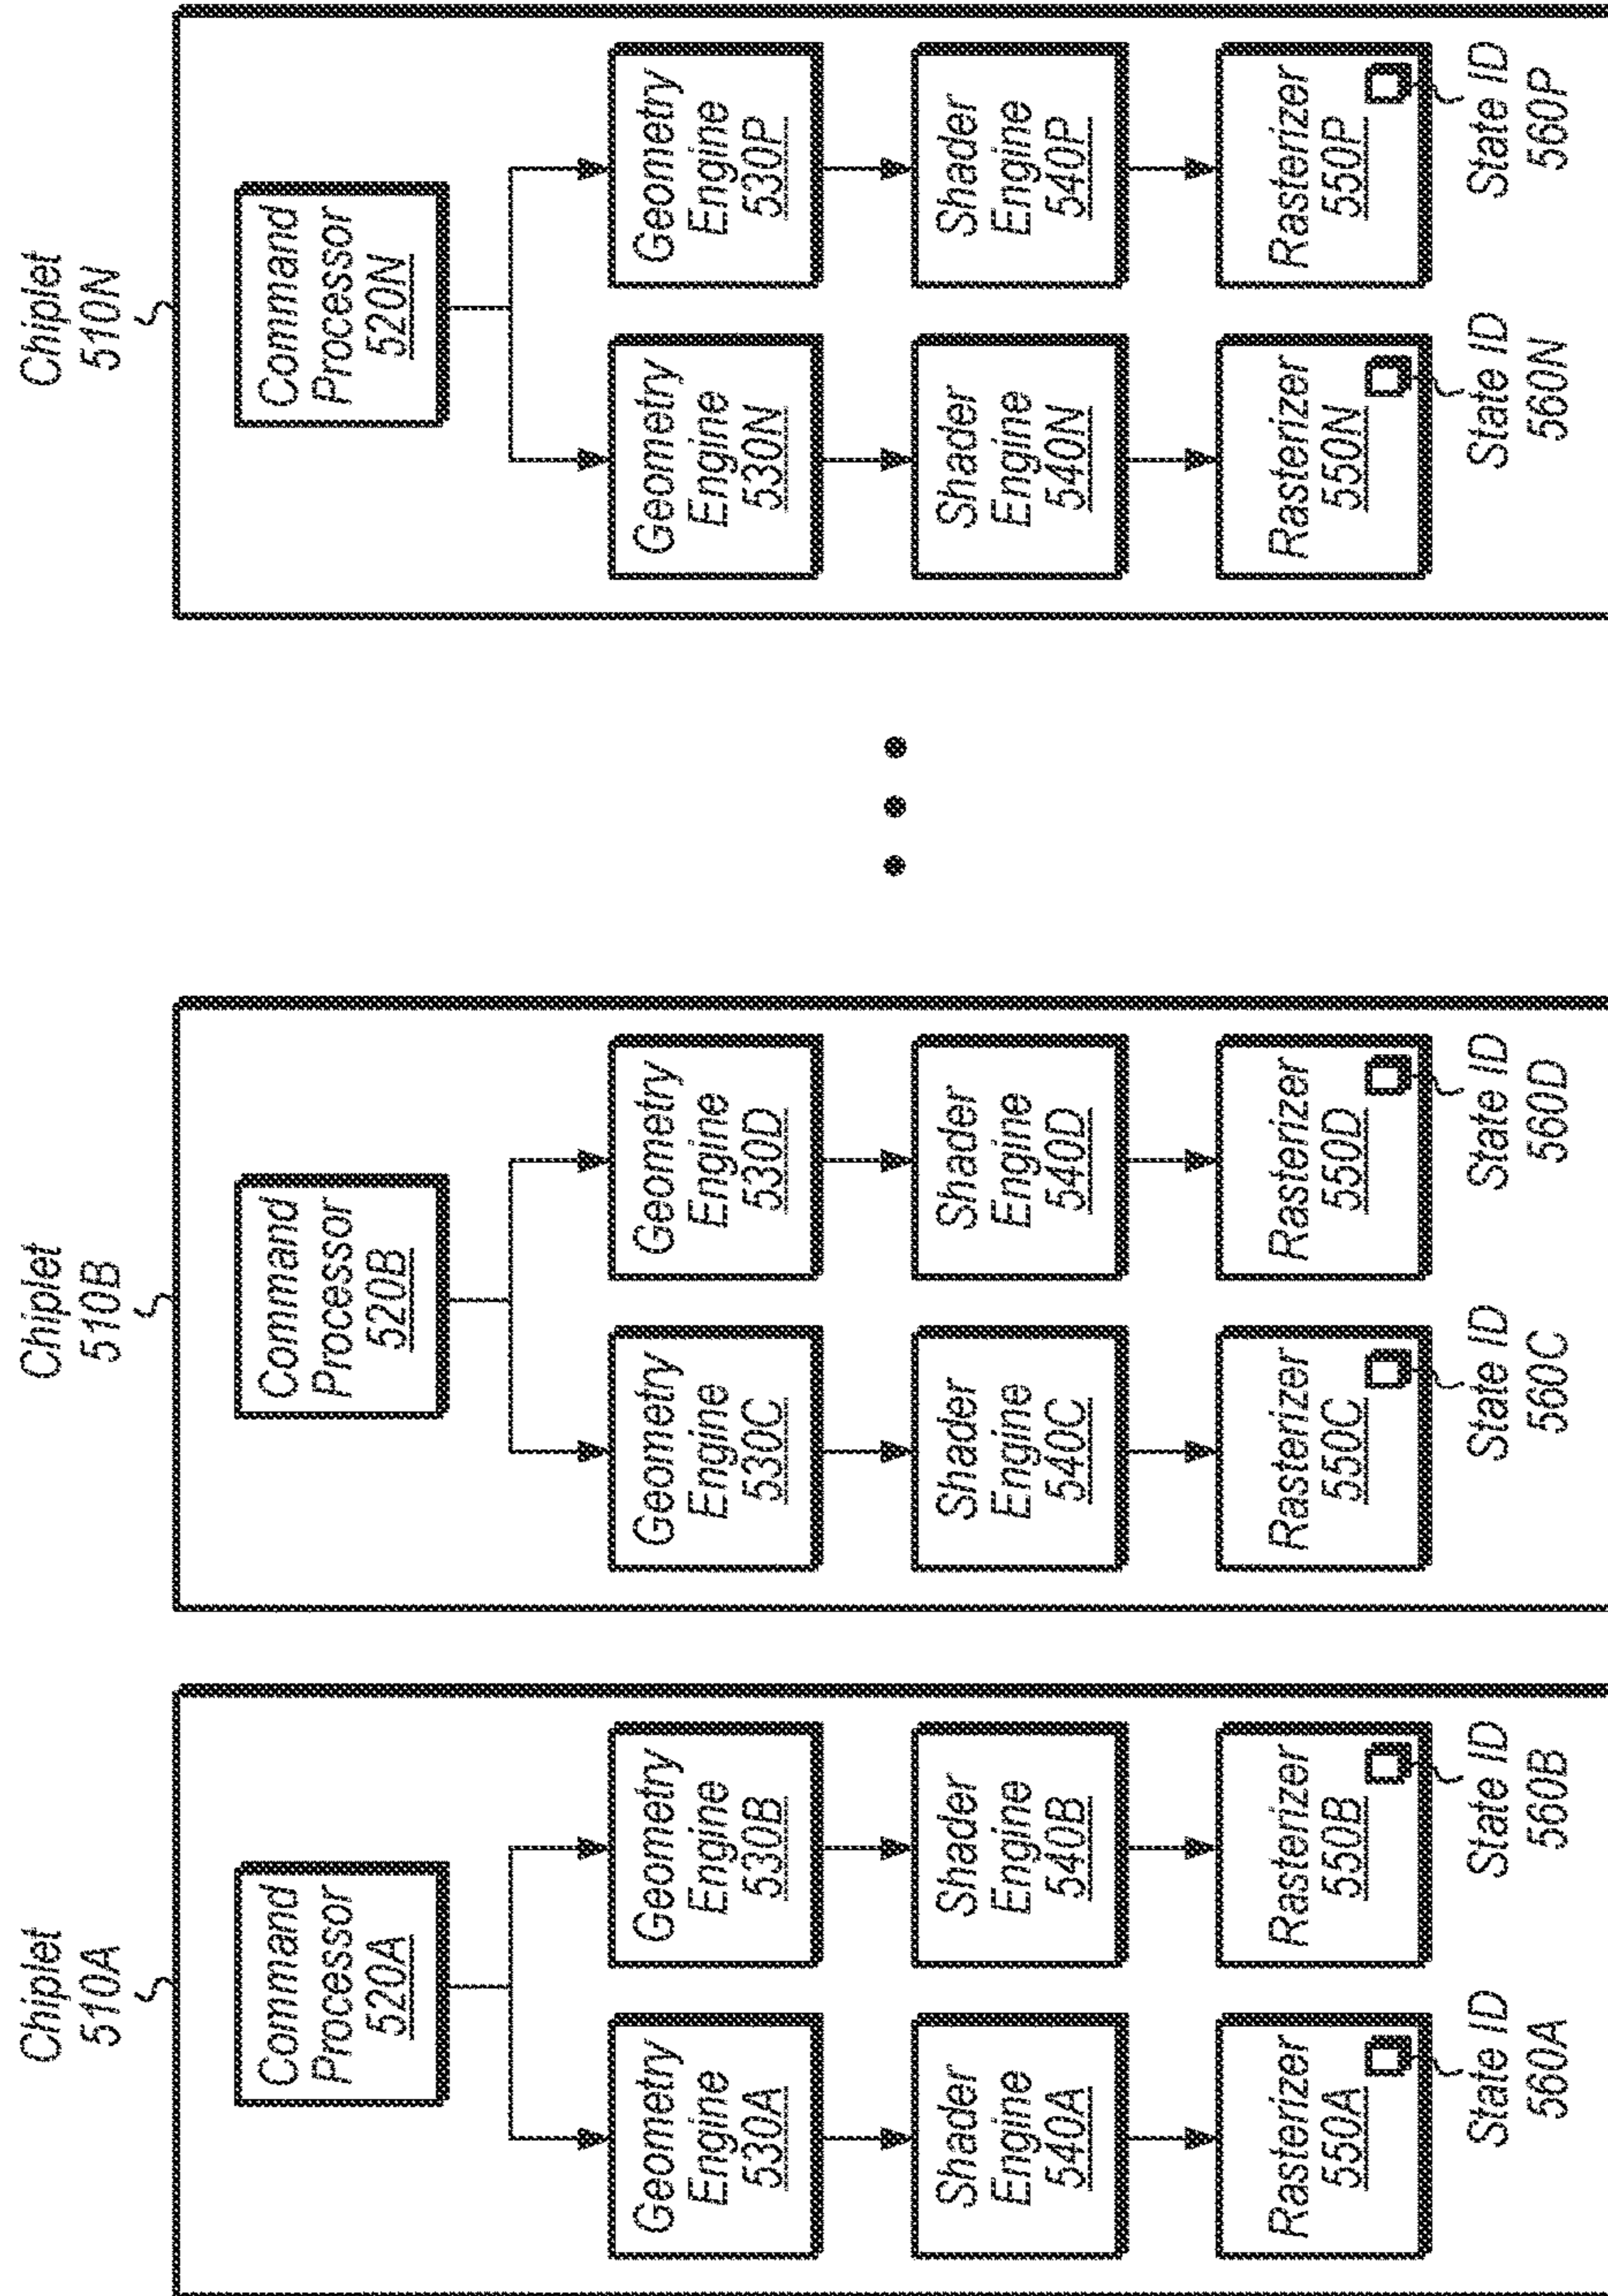 Chiplet
510A
Command
Processor
520A
Geometry
Engine
530A
Geometry
Engine
530B
Shader
Engine
540A
Shader
Engine
540B
Rasterizer
550A
Rasterizer
550B
State ID
560A
State ID
560B
Chiplet
510B
Command
Processor
520B
Geometry
Engine
530C
Geometry
Engine
530D
Shader
Engine
540C
Shader
Engine
540D
Rasterizer
550C
Rasterizer
550D
State ID
560C
State ID
560D
Chiplet
510N
Command
Processor
520N
Geometry
Engine
530N
Geometry
Engine
530P
Shader
Engine
540N
Shader
Engine
540P
Rasterizer
550N
Rasterizer
550P
State ID
560N
State ID
560P